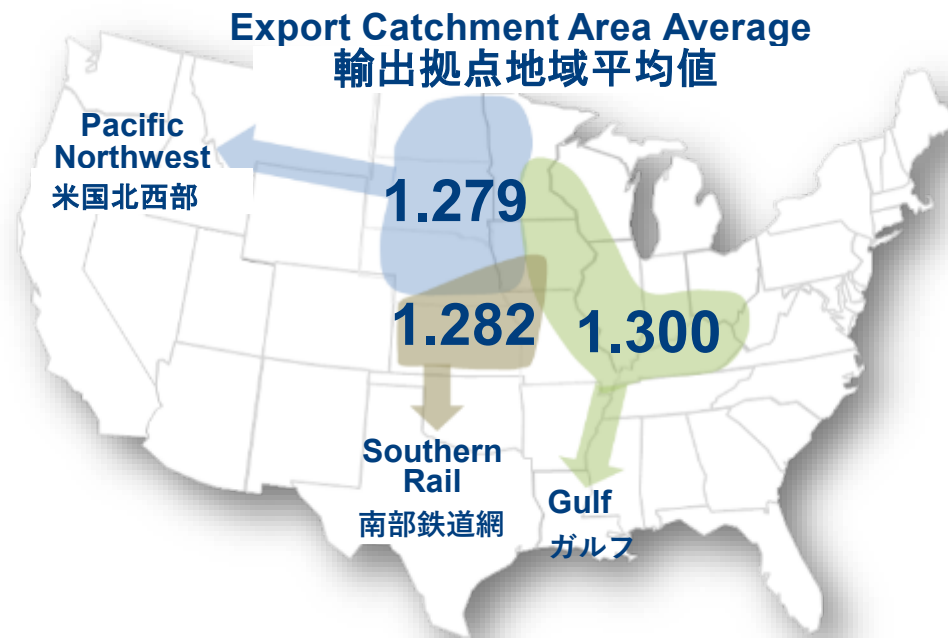 Export Catchment Area Average
輸出拠点地域平均値
Pacific
Northwest
米国北西部
1.279
1.282
1.300
Southern
Rail
南部鉄道網
Gulf
ガルフ